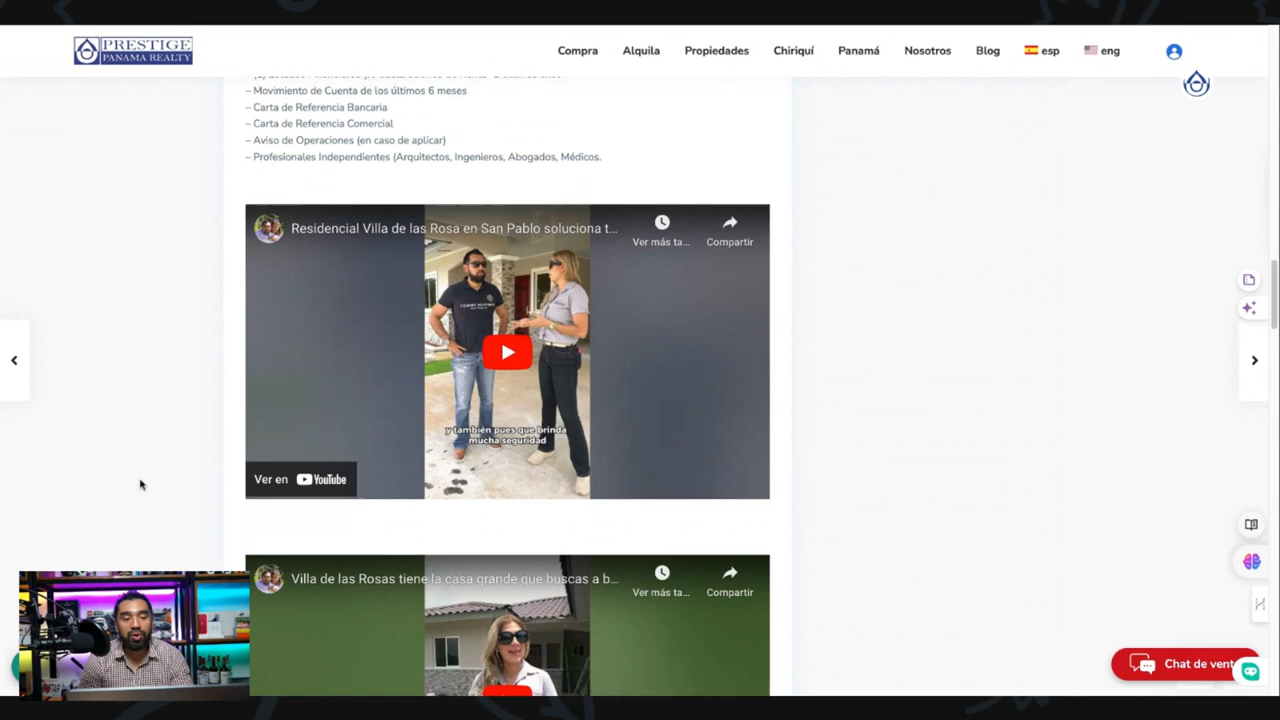 PRESTIGE
PANAMA REALTY
Compra
Alquila
Propiedades
Chiriquí
Panamá
Nosotros
Blog
esp
eng
– Movimiento de Cuenta de los últimos 6 meses
– Carta de Referencia Bancaria
– Carta de Referencia Comercial
– Aviso de Operaciones (en caso de aplicar)
– Profesionales Independientes (Arquitectos, Ingenieros, Abogados, Médicos.
Residencial Villa de las Rosa en San Pablo soluciona t...
Ver más ta...
Compartir
y también pues que brinda
mucha seguridad
Ver en YouTube
Villa de las Rosas tiene la casa grande que buscas a b...
Ver más ta...
Compartir
Chat de vent